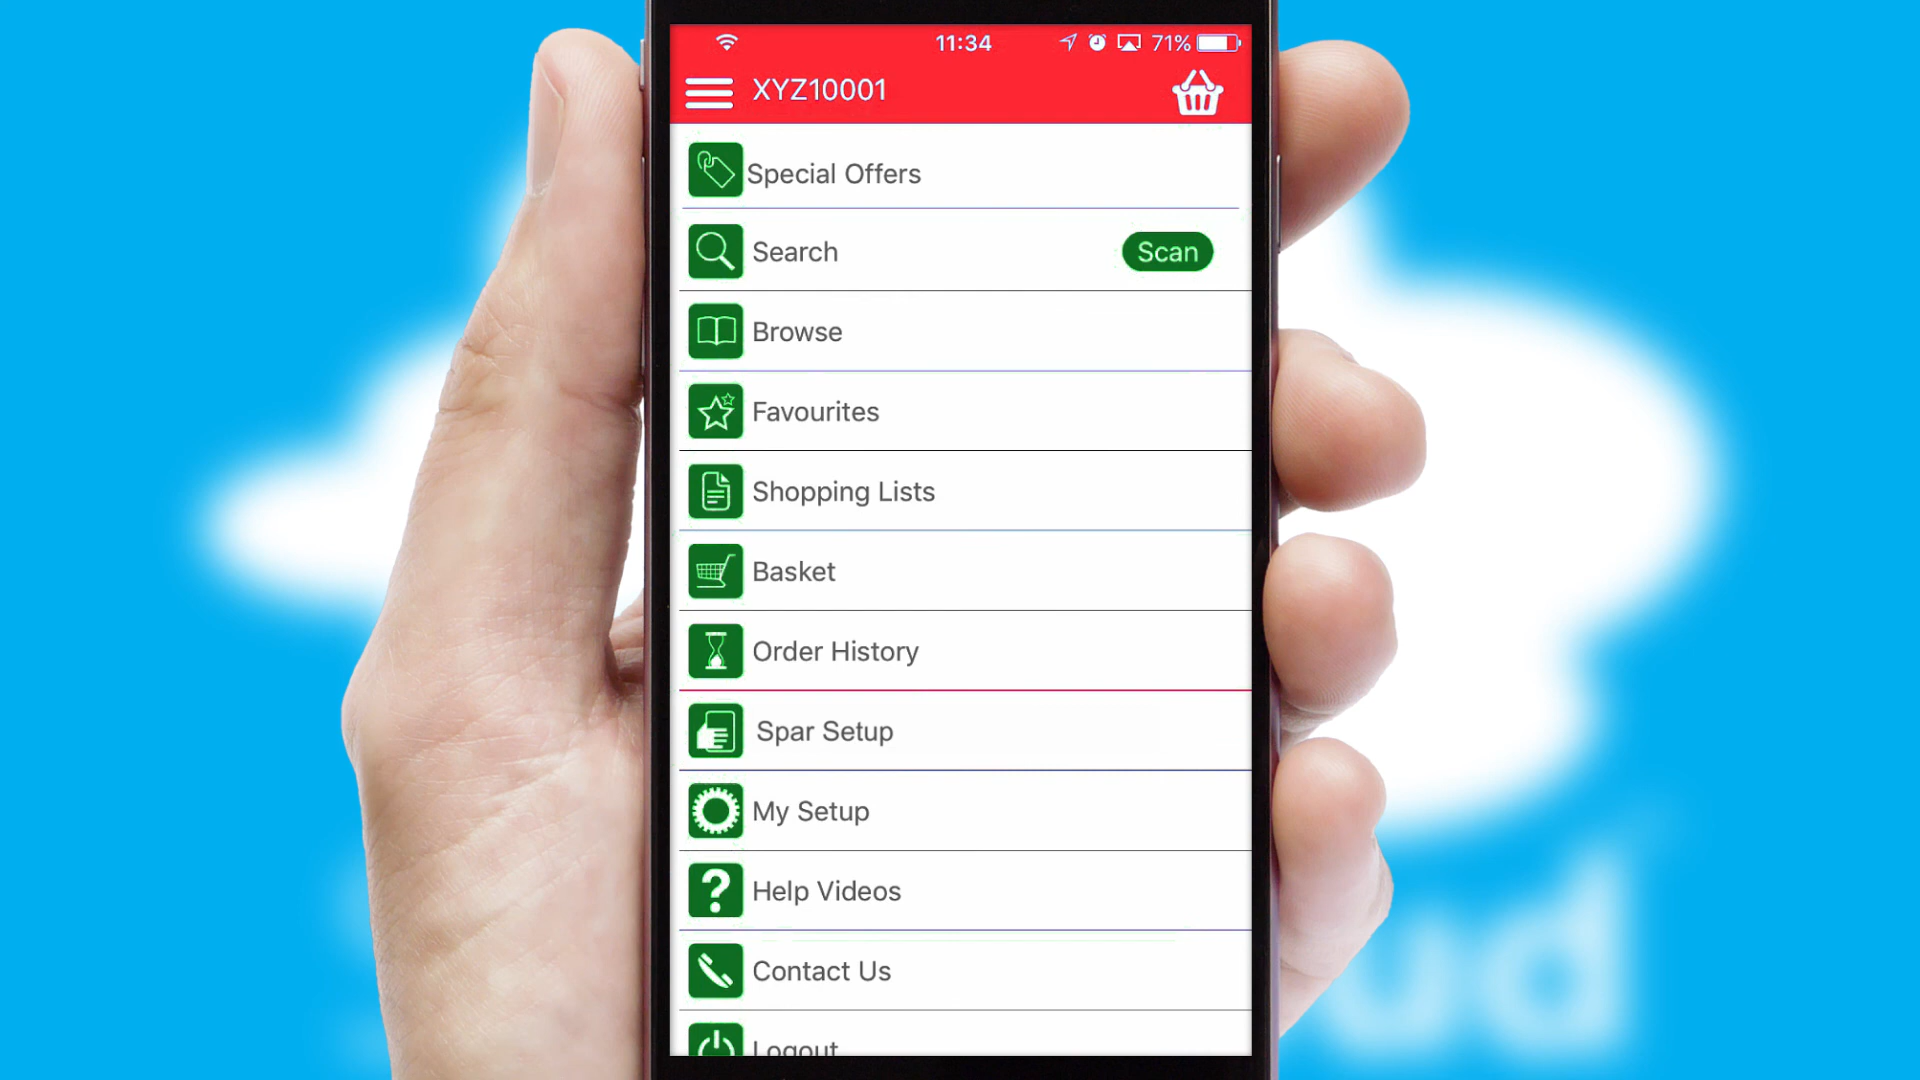 11:34 71%
XYZ10001
Special Offers
Search Scan
Browse
Favourites
Shopping Lists
Basket
Order History
Spar Setup
My Setup
Help Videos
Contact Us
Logout